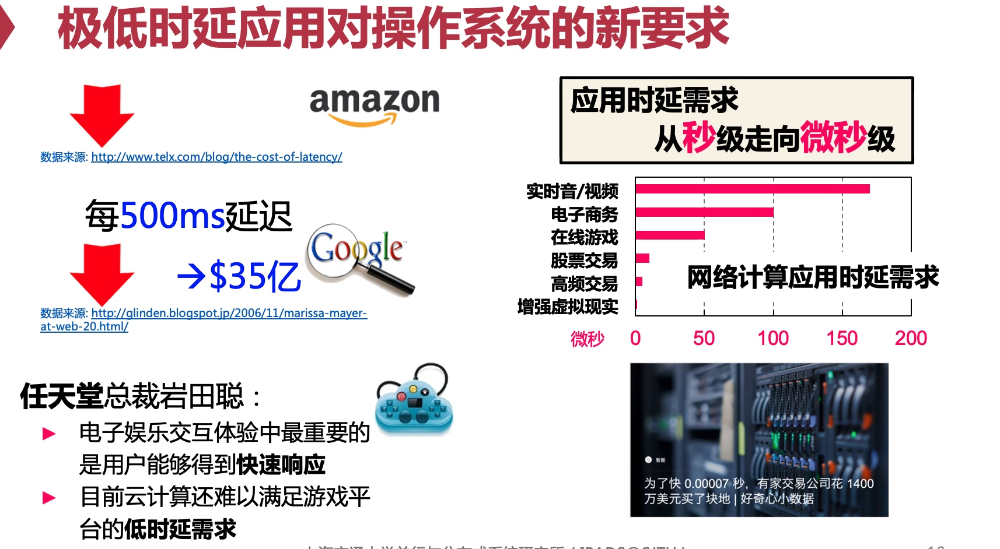 极低时延应用对操作系统的新要求
amazon
数据来源: http://www.telx.com/blog/the-cost-of-latency/
每500ms延迟
Google
→$35亿
数据来源: http://glinden.blogspot.jp/2006/11/marissa-mayer-
at-web-20.html/
任天堂总裁岩田聪：
► 电子娱乐交互体验中最重要的
是用户能够得到快速响应
► 目前云计算还难以满足游戏平
台的低时延需求
应用时延需求
从秒级走向微秒级
实时音/视频
电子商务
在线游戏
股票交易
高频交易
增强虚拟现实
网络计算应用时延需求
微秒 0 50 100 150 200
智能
为了快 0.00007 秒，有家交易公司花 1400
万美元买了块地 | 好奇心小数据